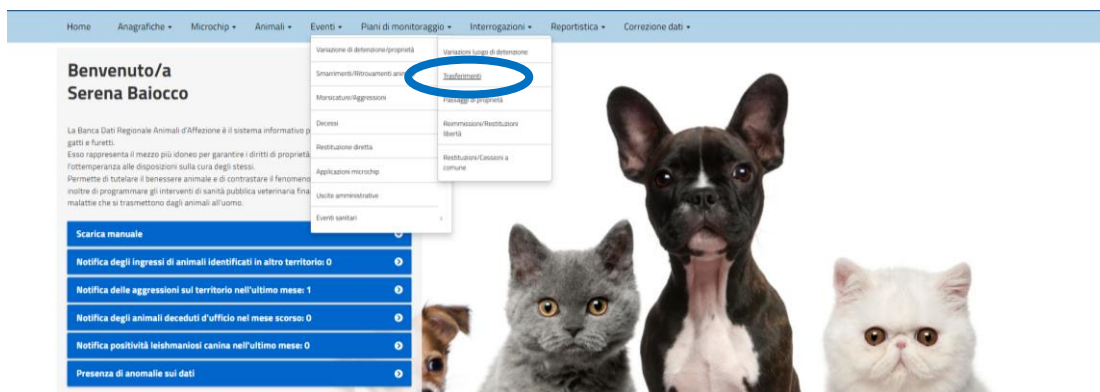 Home Anagrafiche Microchip Animali Eventi Piani di monitoraggio Interrogazioni Reportistica Correzione dati
Benvenuto/a
Serena Baiocco
La Banca Dati Regionale Animali d'Affezione è il sistema informativo p
gatti e furetti.
Esso rappresenta il mezzo più idoneo per garantire i diritti di proprietà
l'ottemperanza alle disposizioni sulla cura degli stessi.
Permette di tutelare il benessere animale e di contrastare il fenomeno
inoltre di programmare gli interventi di sanità pubblica veterinaria fina
malattie che si trasmettono dagli animali all'uomo.
Scarica manuale
Notifica degli ingressi di animali identificati in altro territorio: 0
Notifica delle aggressioni sul territorio nell'ultimo mese: 1
Notifica degli animali deceduti d'ufficio nel mese scorso: 0
Notifica positività leishmaniosi canina nell'ultimo mese: 0
Presenza di anomalie sui dati
Variazione di detenzione/proprietà
Smarrimenti/Ritrovamenti anim
Morsicature/Aggressioni
Decessi
Restituzione diretta
Applicazioni microchip
Uscite amministrative
Eventi sanitari
Variazioni luogo di detenzione
Trasferimenti
Passaggi di proprietà
Reimmissioni/Restituzioni
libertà
Restituzioni/Cessioni a
comune